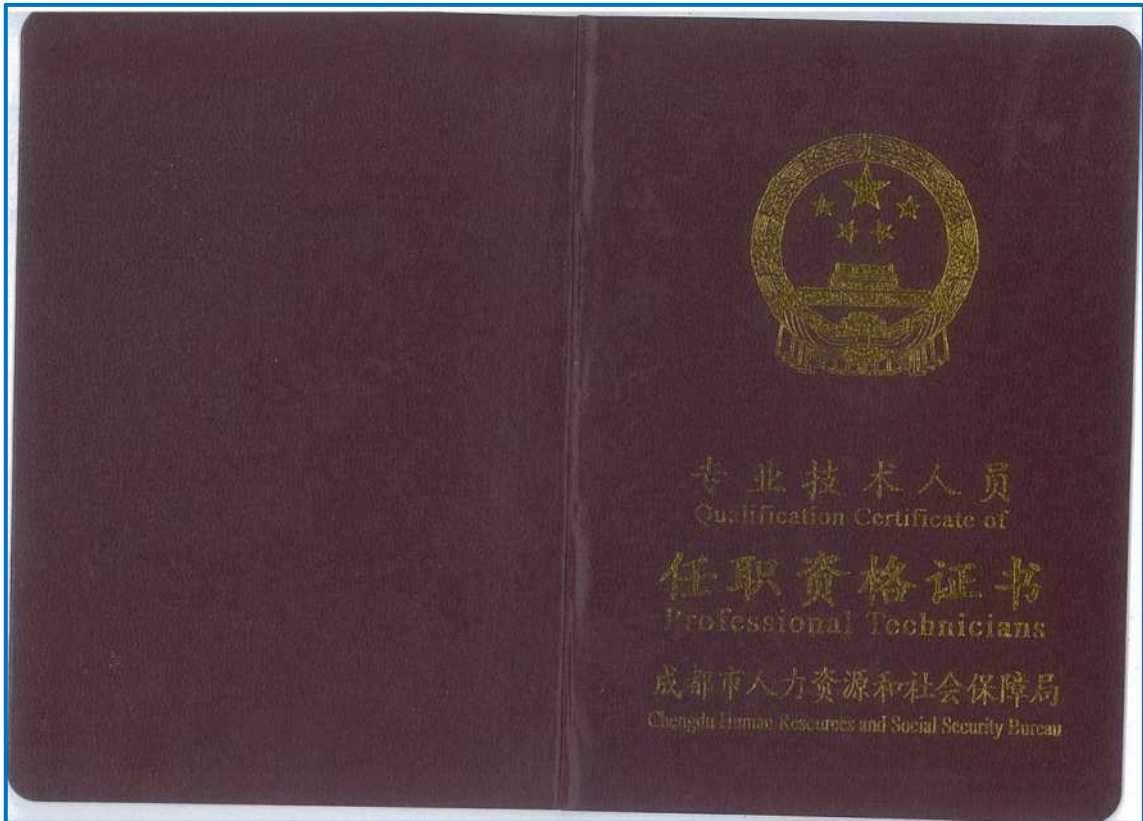 专业技术人员
Qualification Certificate of
任职资格证书
Professional Technicians
成都市人力资源和社会保障局
Chengdu Human Resources and Social Security Bureau